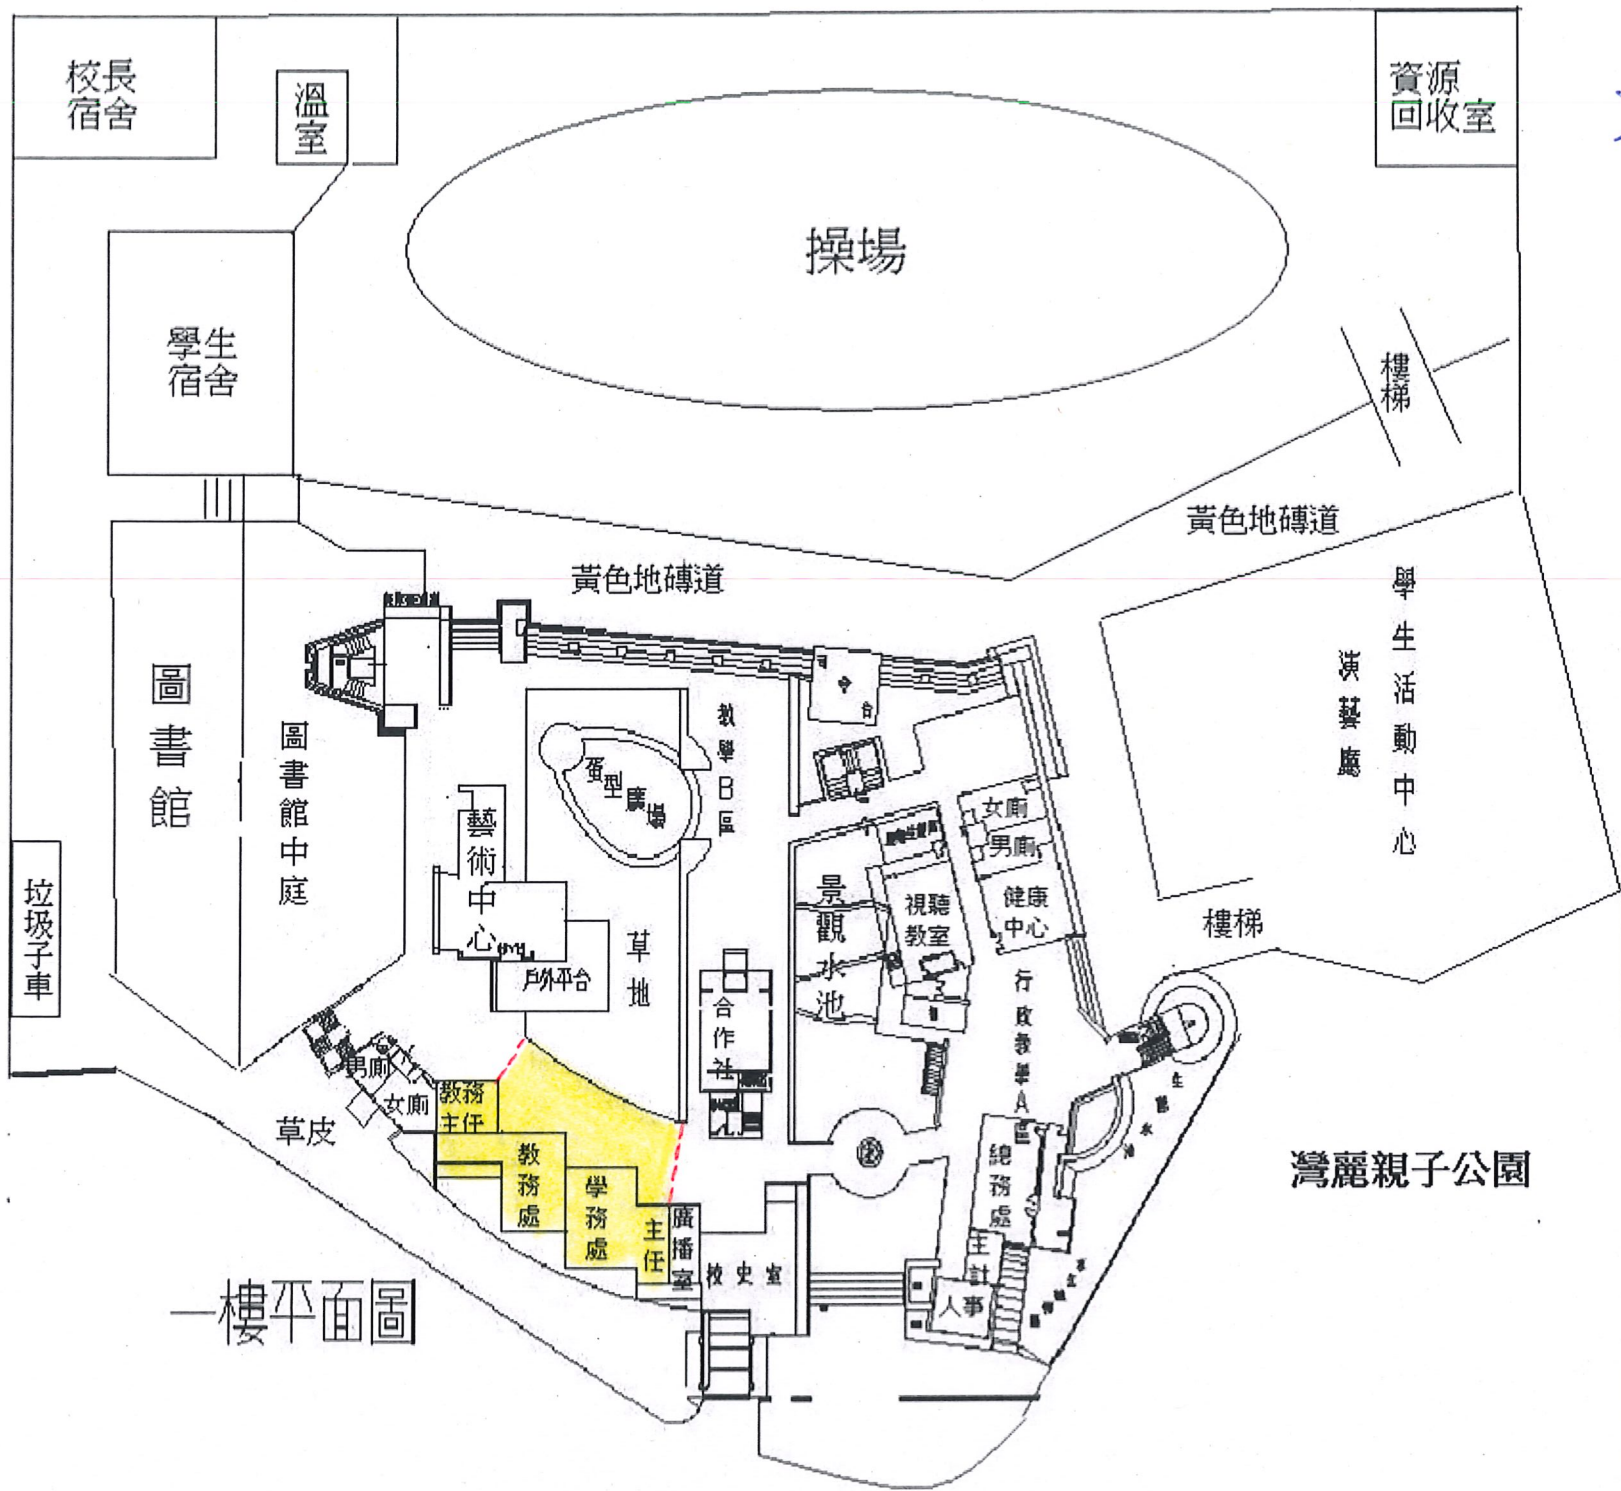 校長
宿舍
溫
室
資源
回收室
操場
學生
宿舍
樓
梯
黃色地磚道
黃色地磚道
圖書館
圖書館中庭
垃圾子車
藝術中心
戶外平台
蛋型廣場
草地
教學B區
合作社
景觀水池
視聽
教室
女廁
男廁
健康
中心
行政教學A區
演藝廳
學生活動中心
樓梯
男廁
女廁
草皮
教務
主任
教務處
學務處
主任
廣播室
校史室
總務處
主計
人事
灣麗親子公園
一樓平面圖